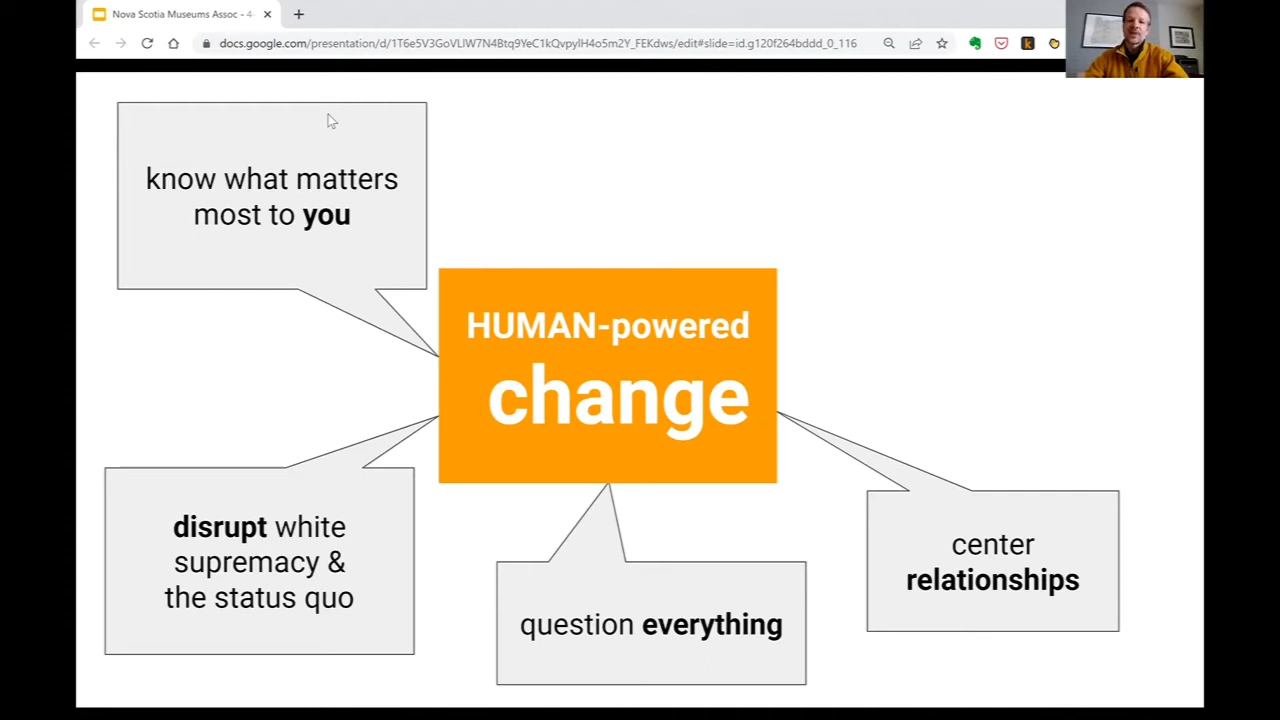 Nova Scotia Museums Assoc - 4
docs.google.com/presentation/d/1T6e5V3GoVLlW7N4Btq9YeC1kQvpylH4o5m2Y_FEKdws/edit#slide=id.g120f264bddd_0_116
know what matters
most to you
HUMAN-powered
change
disrupt white
supremacy &
the status quo
question everything
center
relationships